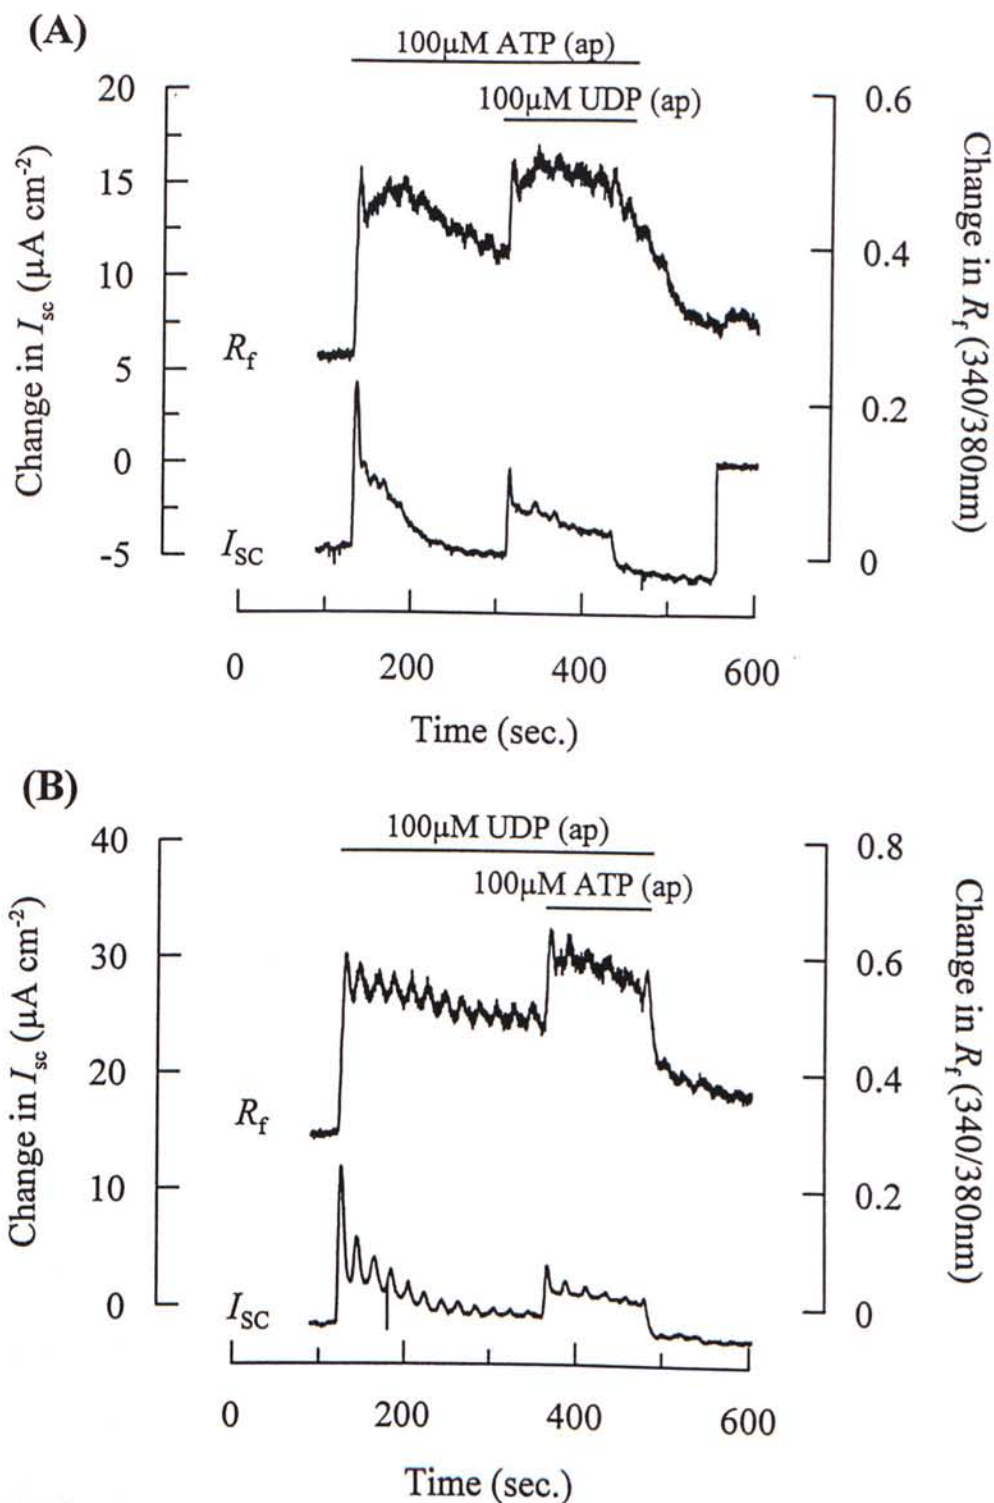 (A)
100μM ATP (ap)
100μM UDP (ap)
20
15
10
5
0
-5
Change in Isc (μA cm-2)
0.6
0.4
0.2
0
Change in Rf (340/380nm)
Rf
ISC
0
200
400
600
Time (sec.)
(B)
100μM UDP (ap)
100μM ATP (ap)
40
30
20
10
0
Change in Isc (μA cm-2)
0.8
0.6
0.4
0.2
0
Change in Rf (340/380nm)
Rf
ISC
0
200
400
600
Time (sec.)